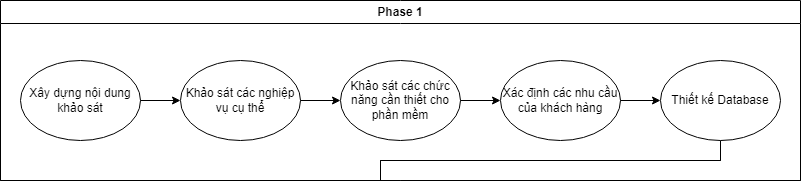 Phase 1
Xây dựng nội dung
khảo sát
Khảo sát các nghiệp
vụ cụ thể
Khảo sát các chức
năng cần thiết cho
phần mềm
Xác định các nhu cầu
của khách hàng
Thiết kế Database